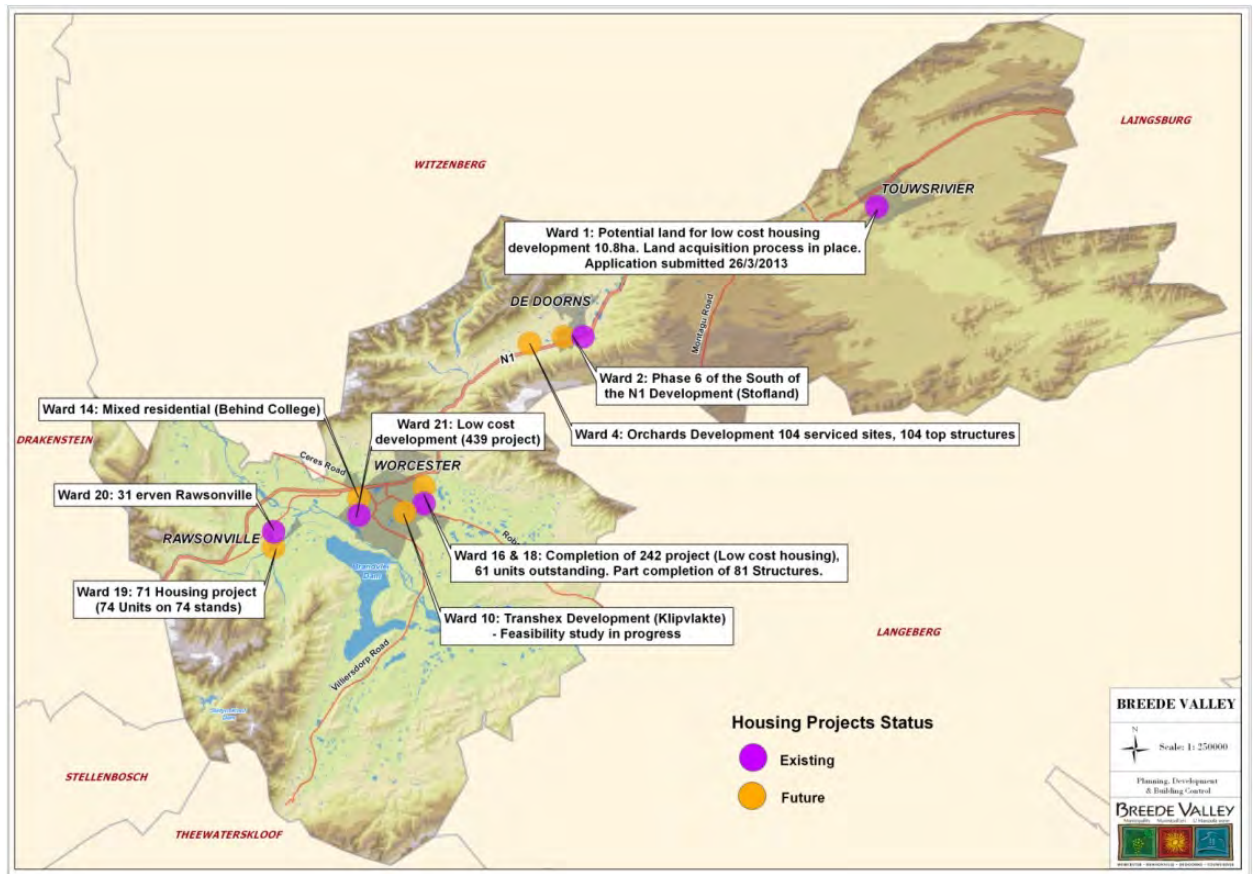 LAINGSBURG
WITZENBERG
TOUWSRIVIER
Ward 1: Potential land for low cost housing
development 10.8ha. Land acquisition process in place.
Application submitted 26/3/2013
DE DOORNS
Montagu Road
N1
Ward 2: Phase 6 of the South of
the N1 Development (Stofland)
Ward 14: Mixed residential (Behind College)
Ward 21: Low cost
development (439 project)
Ward 4: Orchards Development 104 serviced sites, 104 top structures
DRAKENSTEIN
Ceres Road
WORCESTER
Ward 20: 31 erven Rawsonville
RAWSONVILLE
Ward 16 & 18: Completion of 242 project (Low cost housing),
61 units outstanding. Part completion of 81 Structures.
Dam
Ward 19: 71 Housing project
(74 Units on 74 stands)
Ward 10: Transhex Development (Klipvlakte)
- Feasibility study in progress
LANGEBERG
Villiersdorp Road
Dam
STELLENBOSCH
THEEWATERSKLOOF
Housing Projects Status
Existing
Future
BREEDE VALLEY
N
Scale: 1: 250000
Planning, Development
& Building Control
BREEDE VALLEY